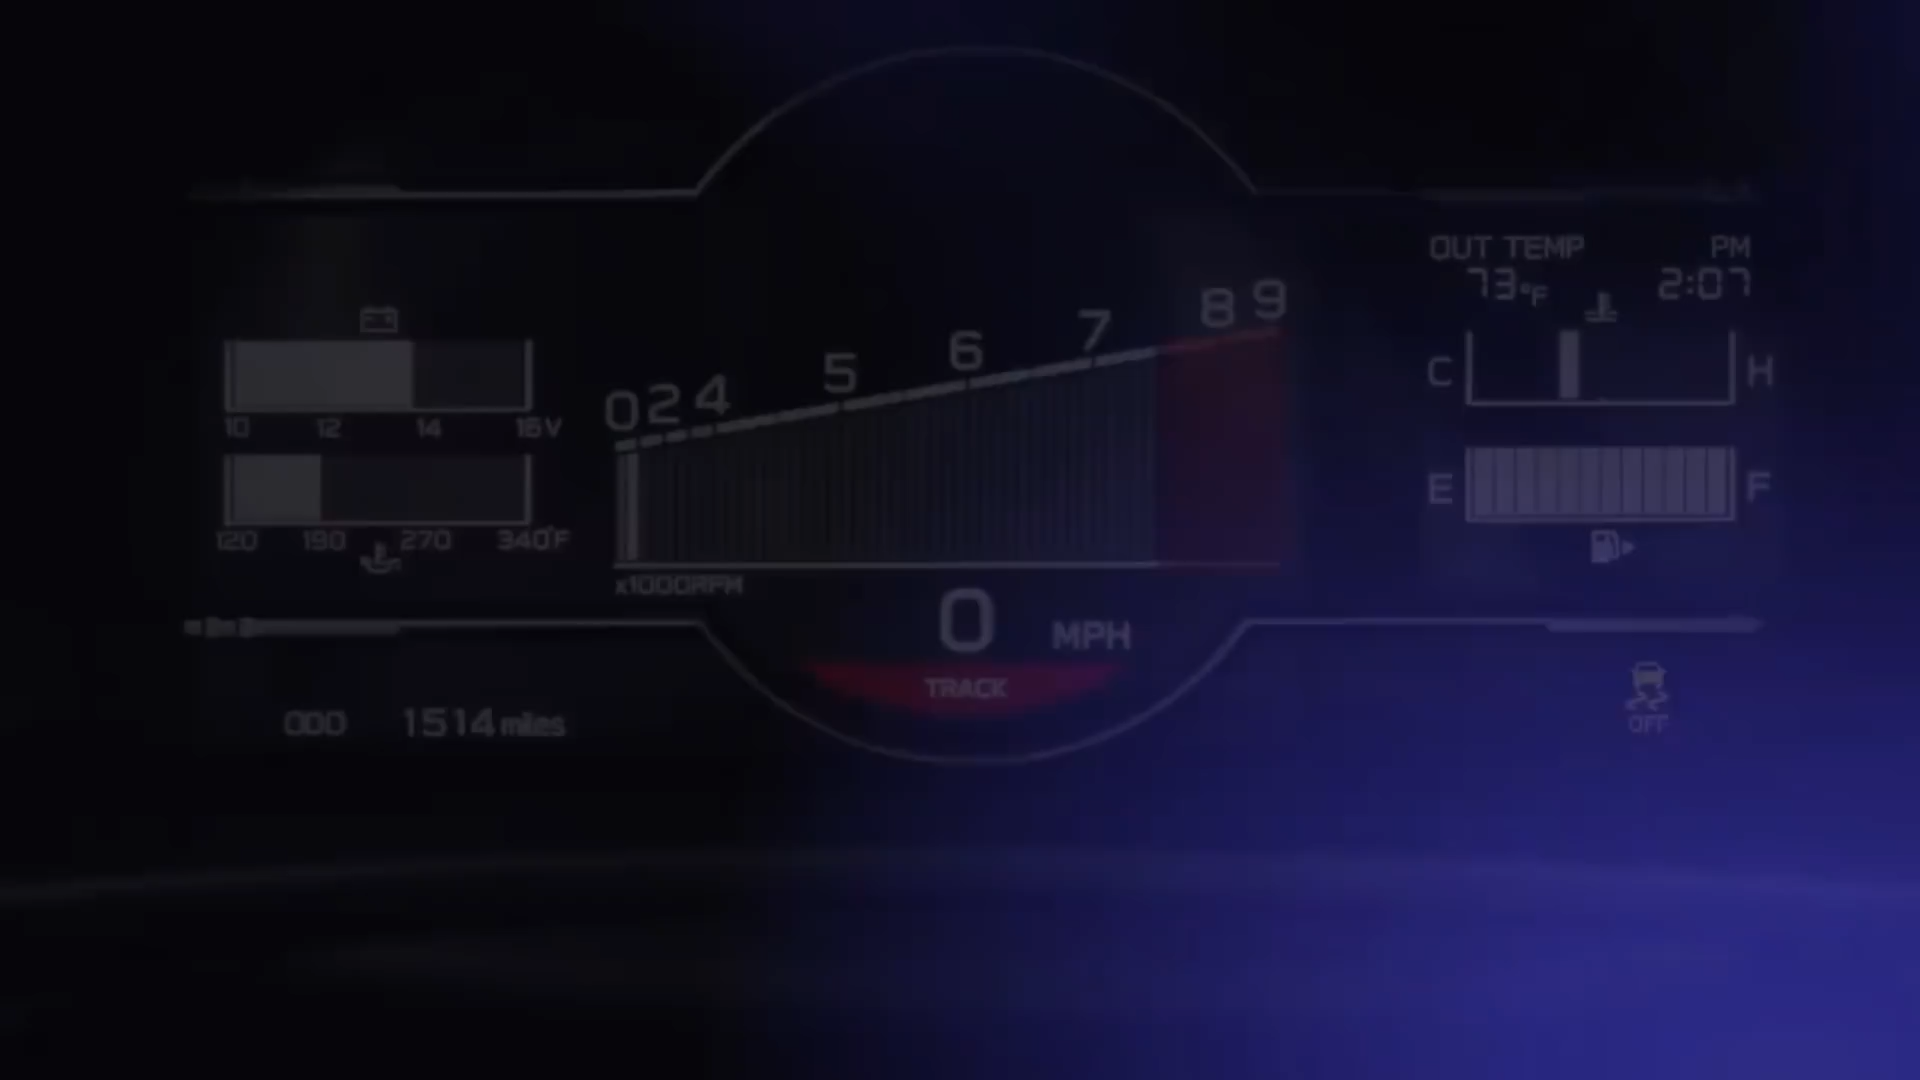 OUT TEMP PM
73°F 2:07
10 12 14 16V
120 190 270 340°F
0 2 4 5 6 7 8 9
x1000RPM
C H
E F
0 MPH
TRACK
ODO 1514 miles
OFF